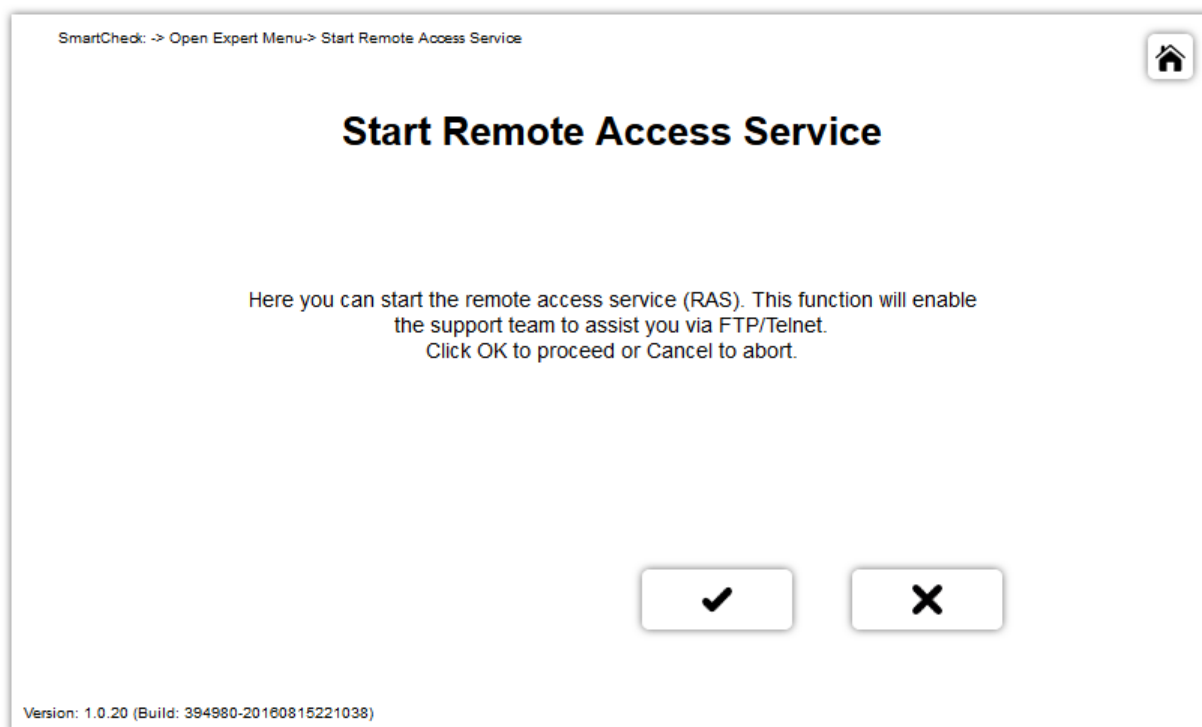 SmartCheck: -> Open Expert Menu-> Start Remote Access Service
Start Remote Access Service
Here you can start the remote access service (RAS). This function will enable
the support team to assist you via FTP/Telnet.
Click OK to proceed or Cancel to abort.
Version: 1.0.20 (Build: 394980-20160815221038)